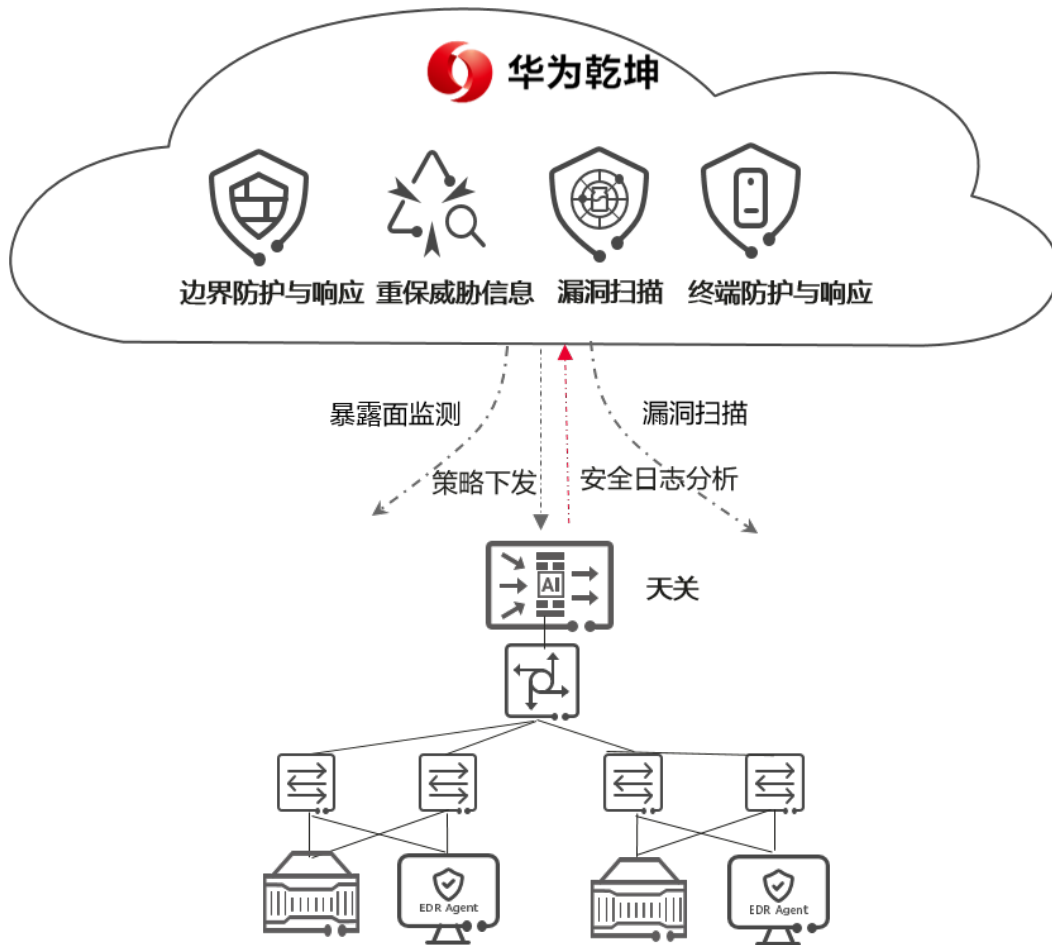 华为乾坤
边界防护与响应 重保威胁信息 漏洞扫描 终端防护与响应
暴露面监测
漏洞扫描
策略下发
安全日志分析
AI
天关
EDR Agent
EDR Agent